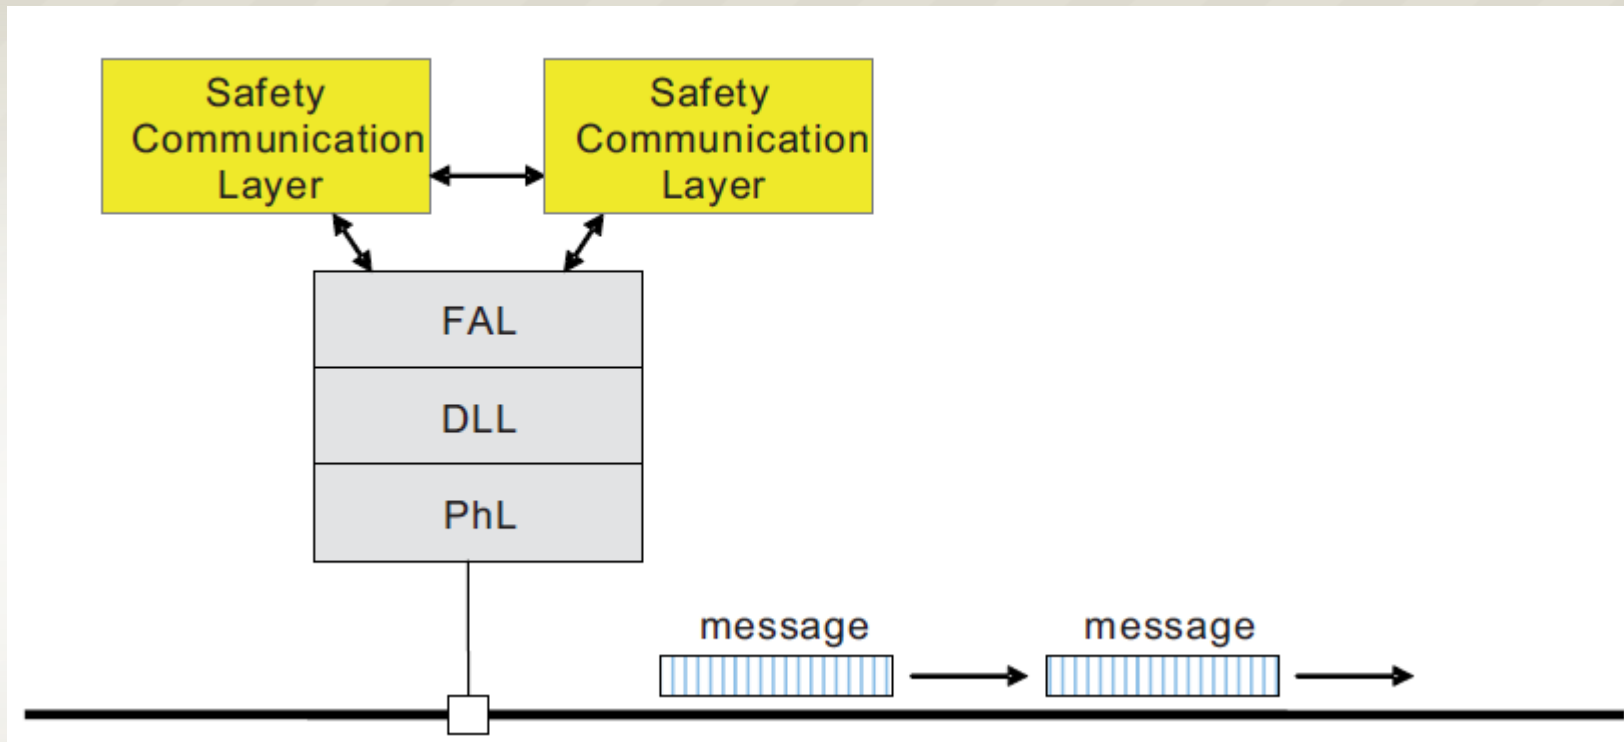 Safety
Communication
Layer
Safety
Communication
Layer
FAL
DLL
PhL
message
message